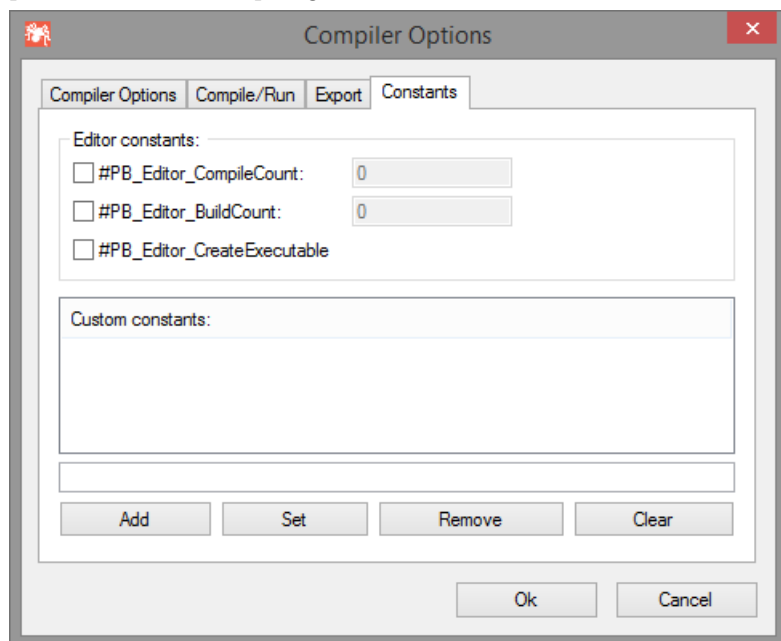 Compiler Options
Compiler Options Compile/Run Export Constants
Editor constants:
#PB_Editor_CompileCount: 0
#PB_Editor_BuildCount: 0
#PB_Editor_CreateExecutable
Custom constants:
Add Set Remove Clear
Ok Cancel